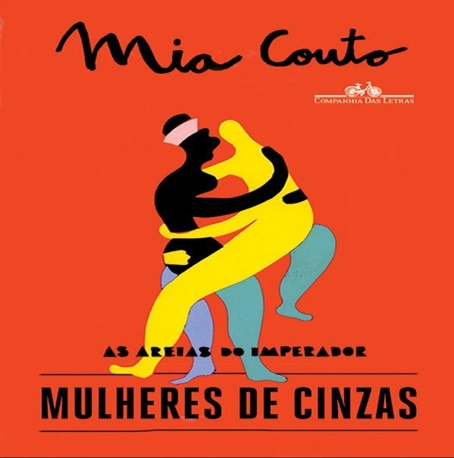 Mia Couto
COMPANHIA DAS LETRAS
AS AREIAS DO IMPERADOR
MULHERES DE CINZAS